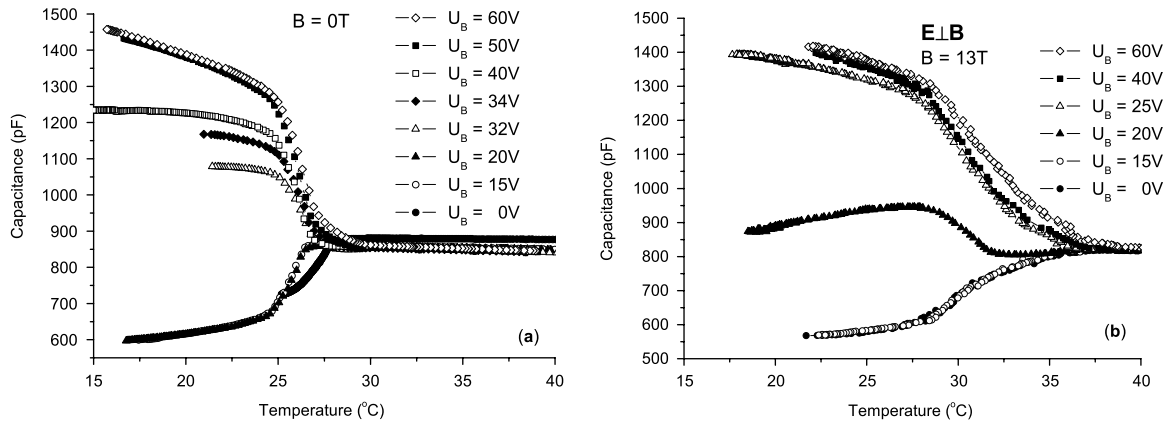 B = 0T
U_B = 60V
U_B = 50V
U_B = 40V
U_B = 34V
U_B = 32V
U_B = 20V
U_B = 15V
U_B = 0V
1500
1400
1300
1200
1100
1000
900
800
700
600
Capacitance (pF)
15 20 25 30 35 40
Temperature (°C)
(a)
E⊥B
B = 13T
U_B = 60V
U_B = 40V
U_B = 25V
U_B = 20V
U_B = 15V
U_B = 0V
1500
1400
1300
1200
1100
1000
900
800
700
600
500
Capacitance (pF)
15 20 25 30 35 40
Temperature (°C)
(b)